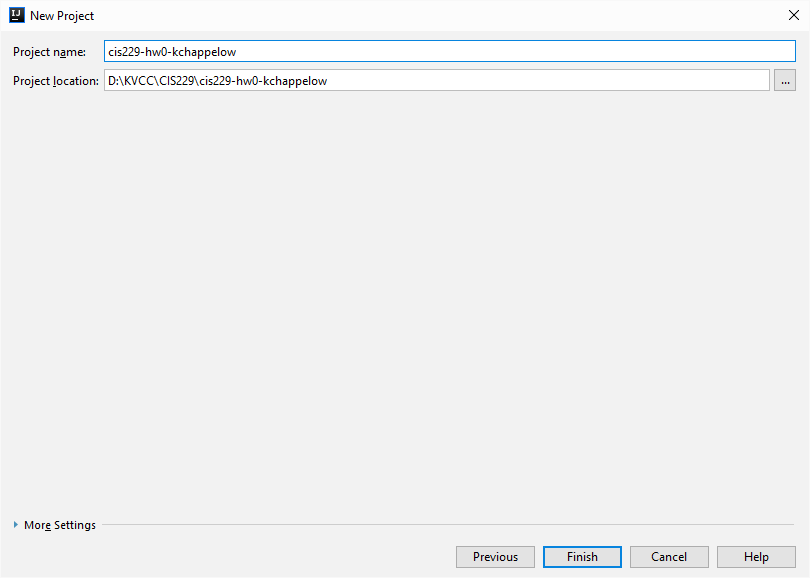 IJ New Project
Project name: cis229-hw0-kchappelow
Project location: D:\KVCC\CIS229\cis229-hw0-kchappelow ...
More Settings
Previous Finish Cancel Help